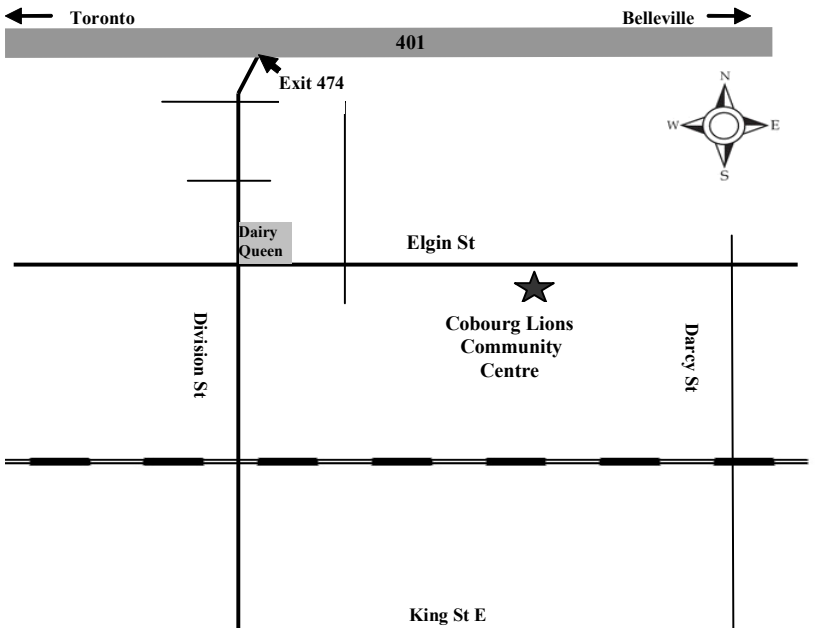 Toronto
Belleville
401
Exit 474
N
W
E
S
Dairy
Queen
Elgin St
Division St
Cobourg Lions
Community
Centre
Darcy St
King St E